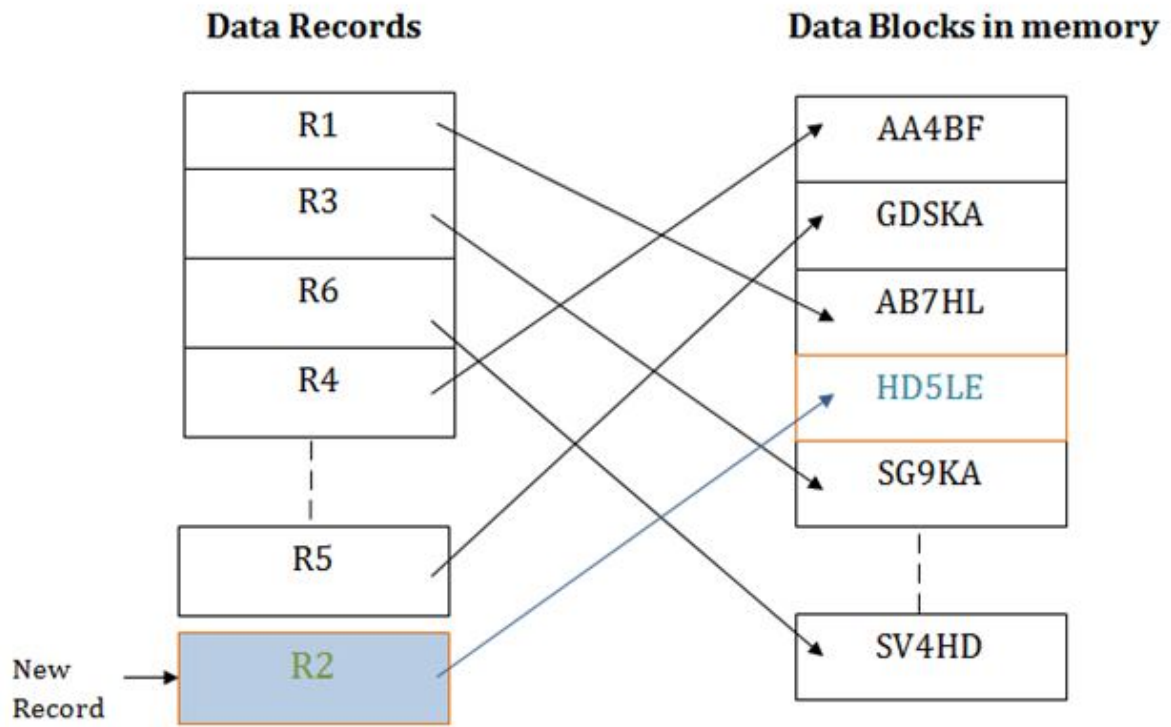 Data Records
Data Blocks in memory
R1
R3
R6
R4
R5
R2
New
Record
AA4BF
GDSKA
AB7HL
HD5LE
SG9KA
SV4HD